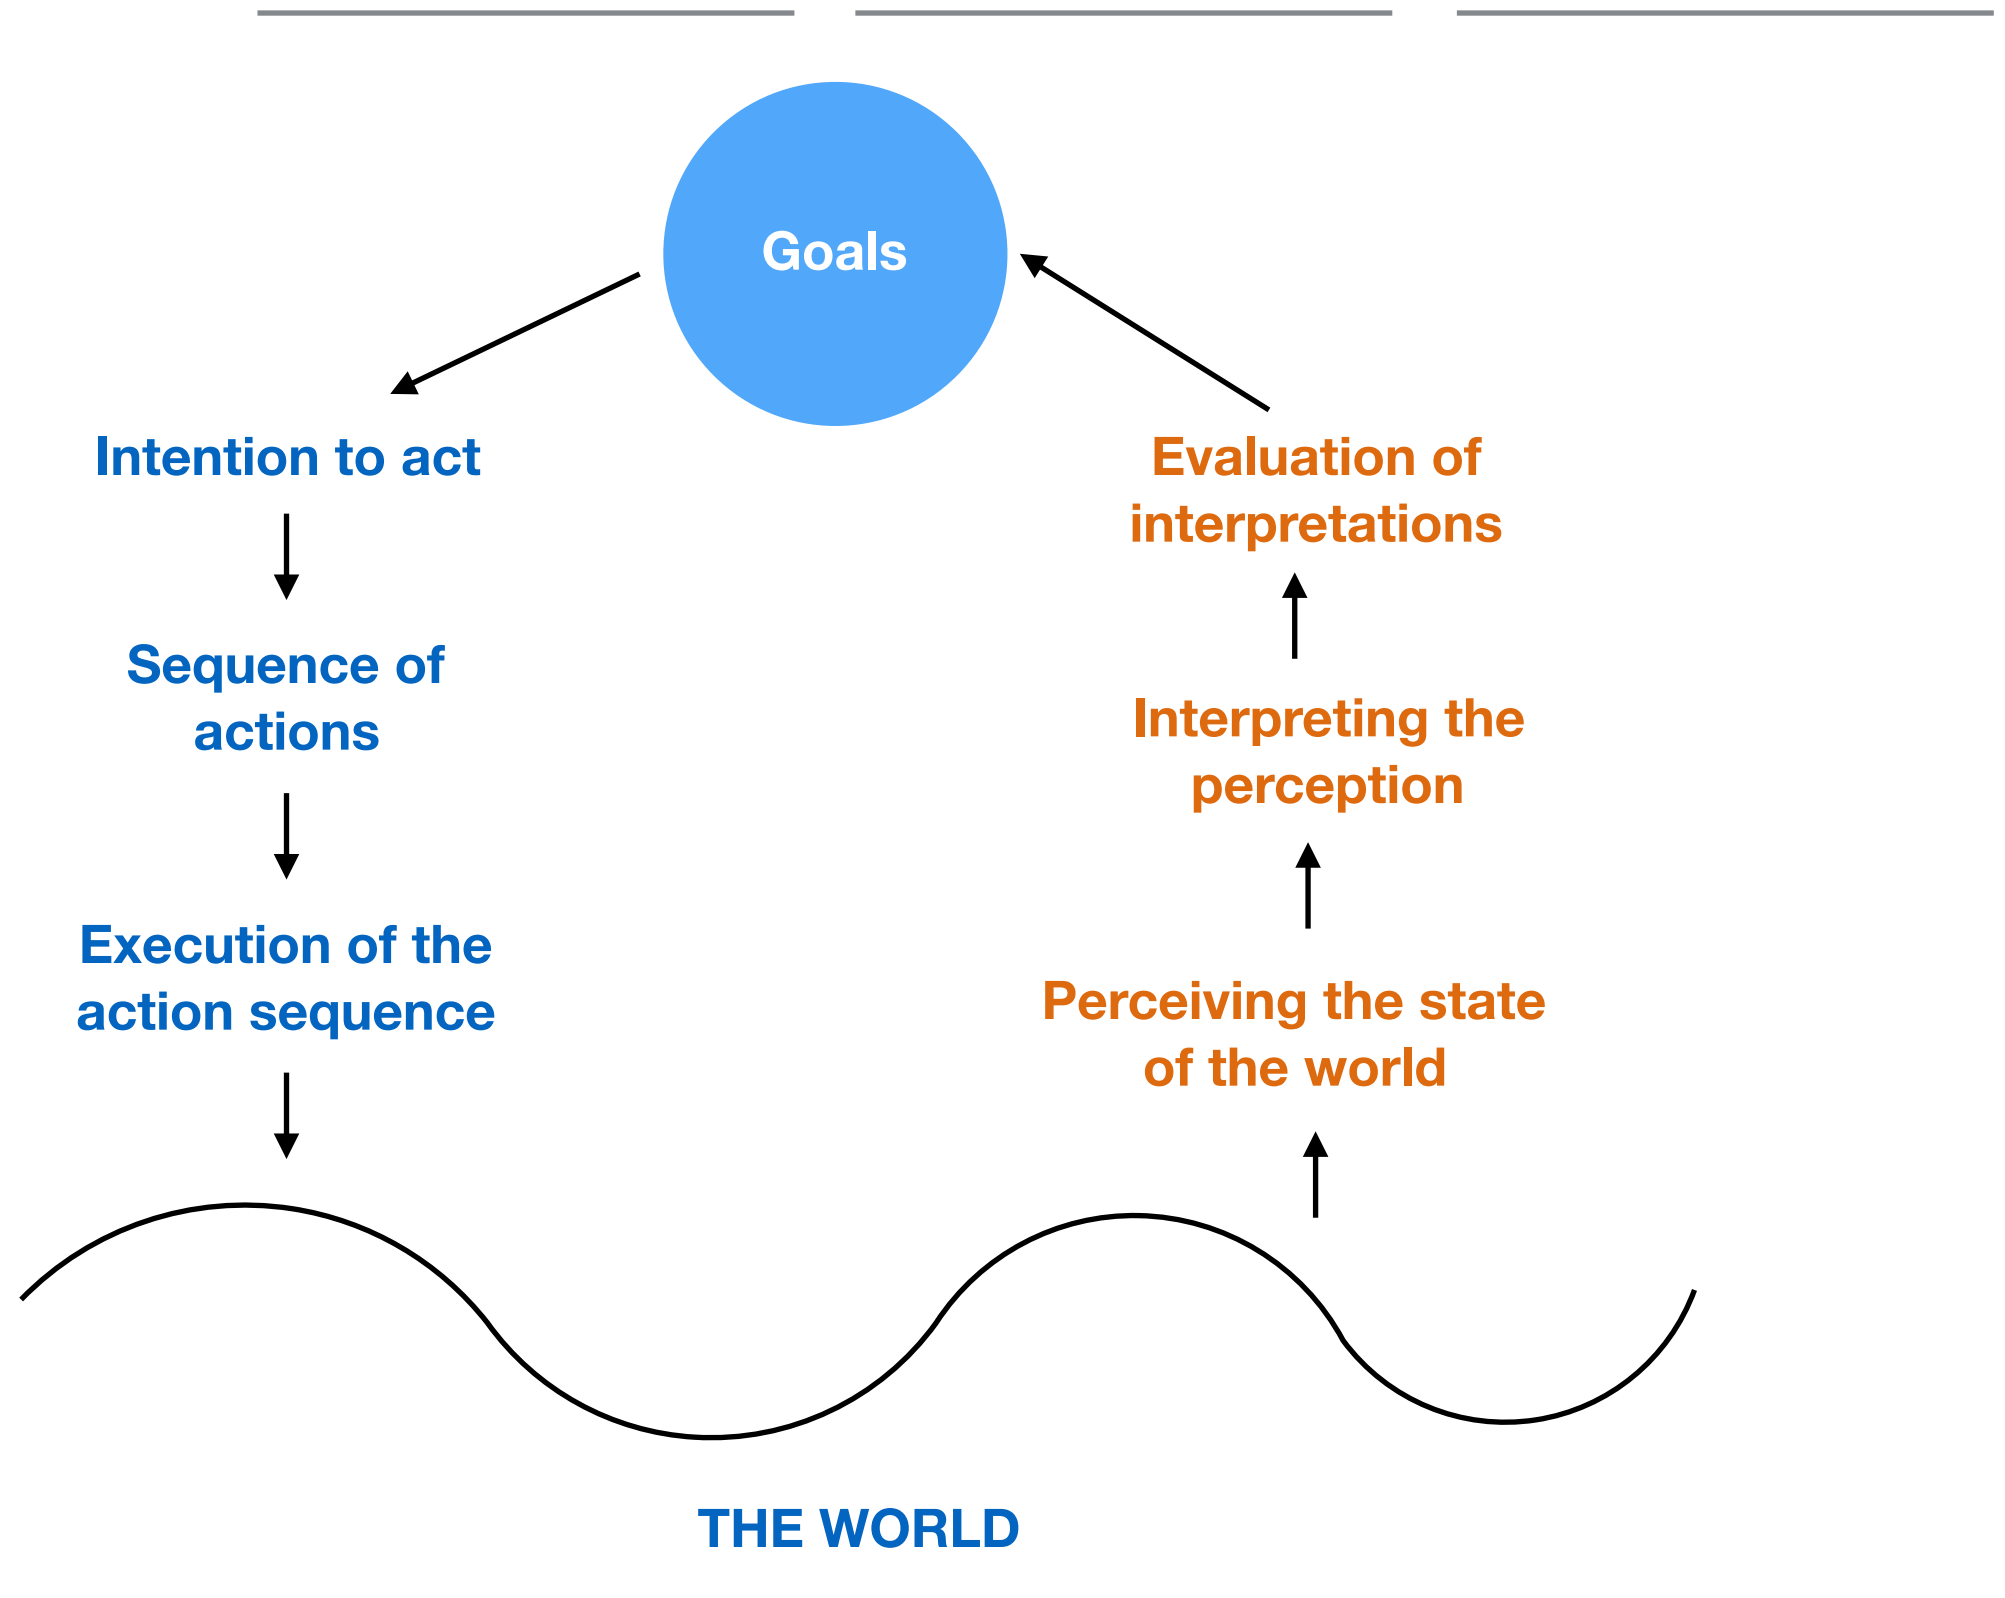 Goals
Intention to act
Sequence of
actions
Execution of the
action sequence
Evaluation of
interpretations
Interpreting the
perception
Perceiving the state
of the world
THE WORLD